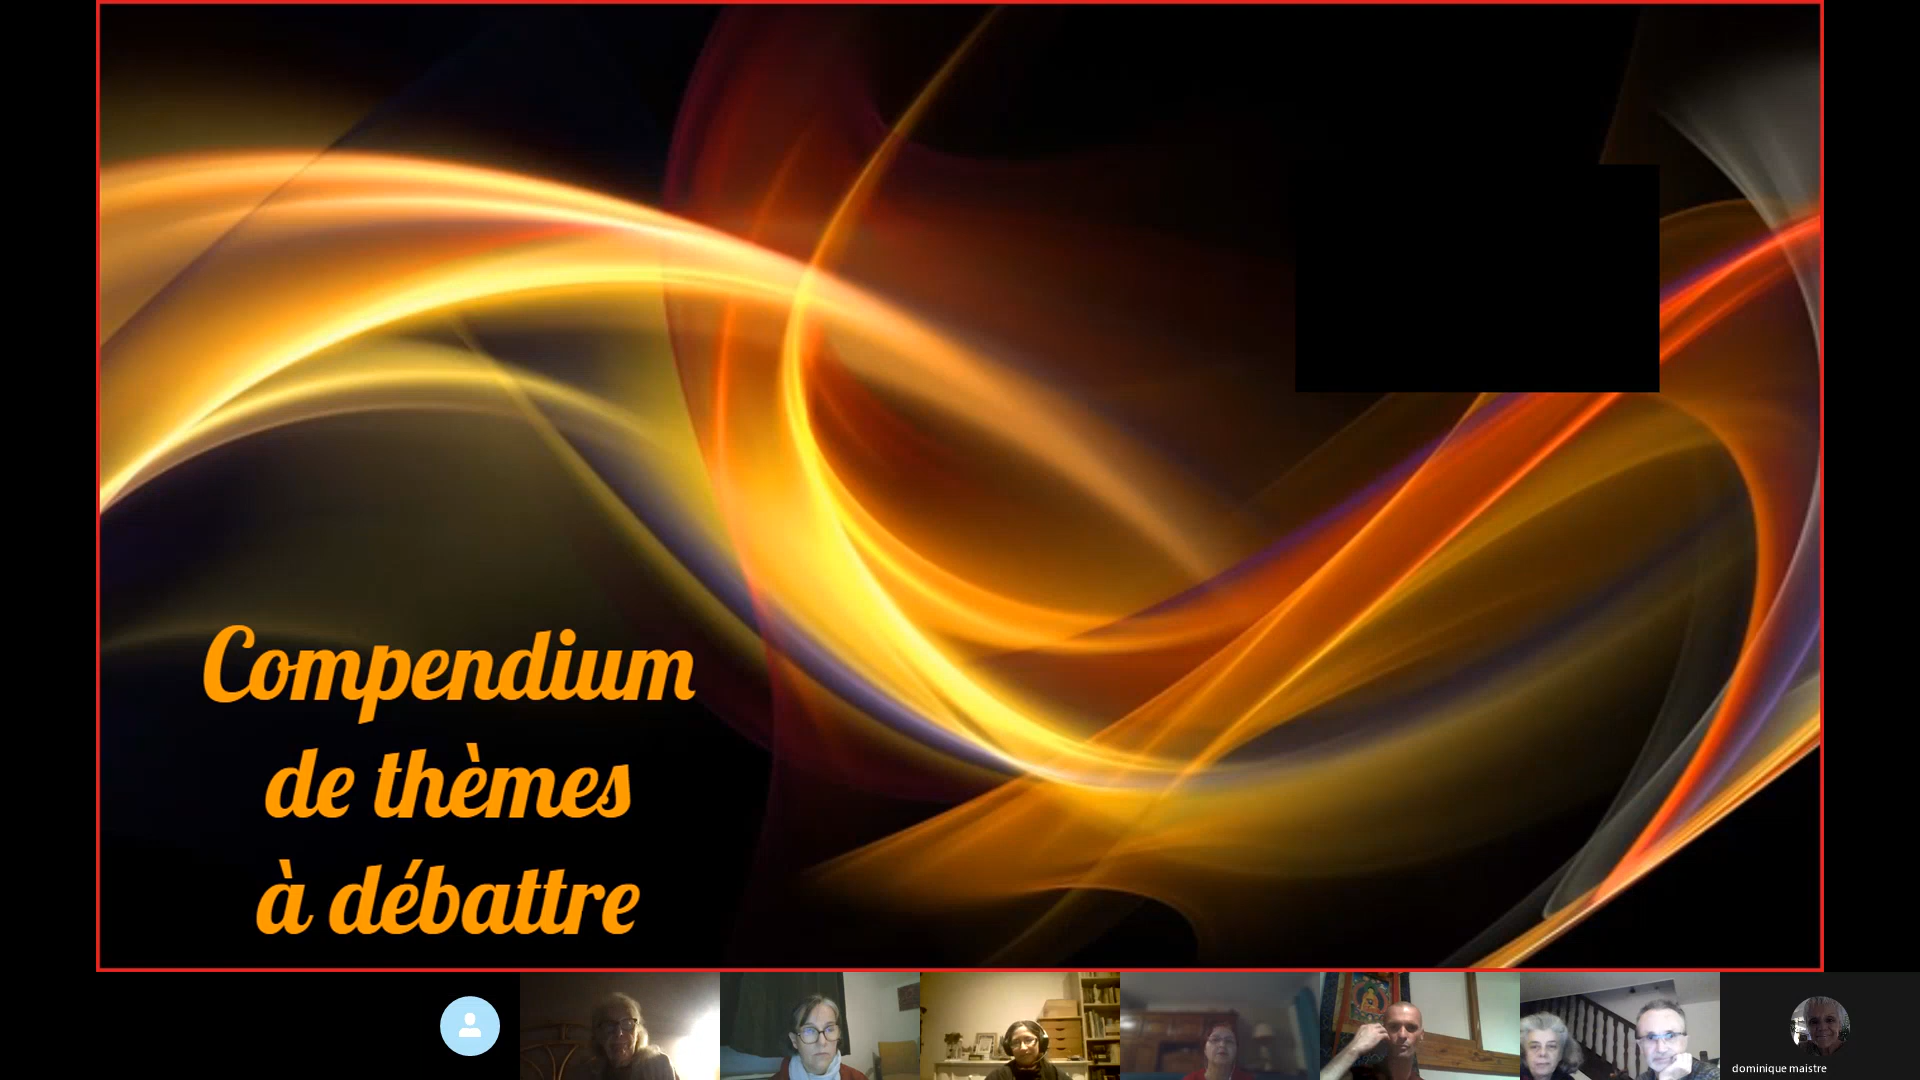 Compendium
de thèmes
à débattre
dominique maistre